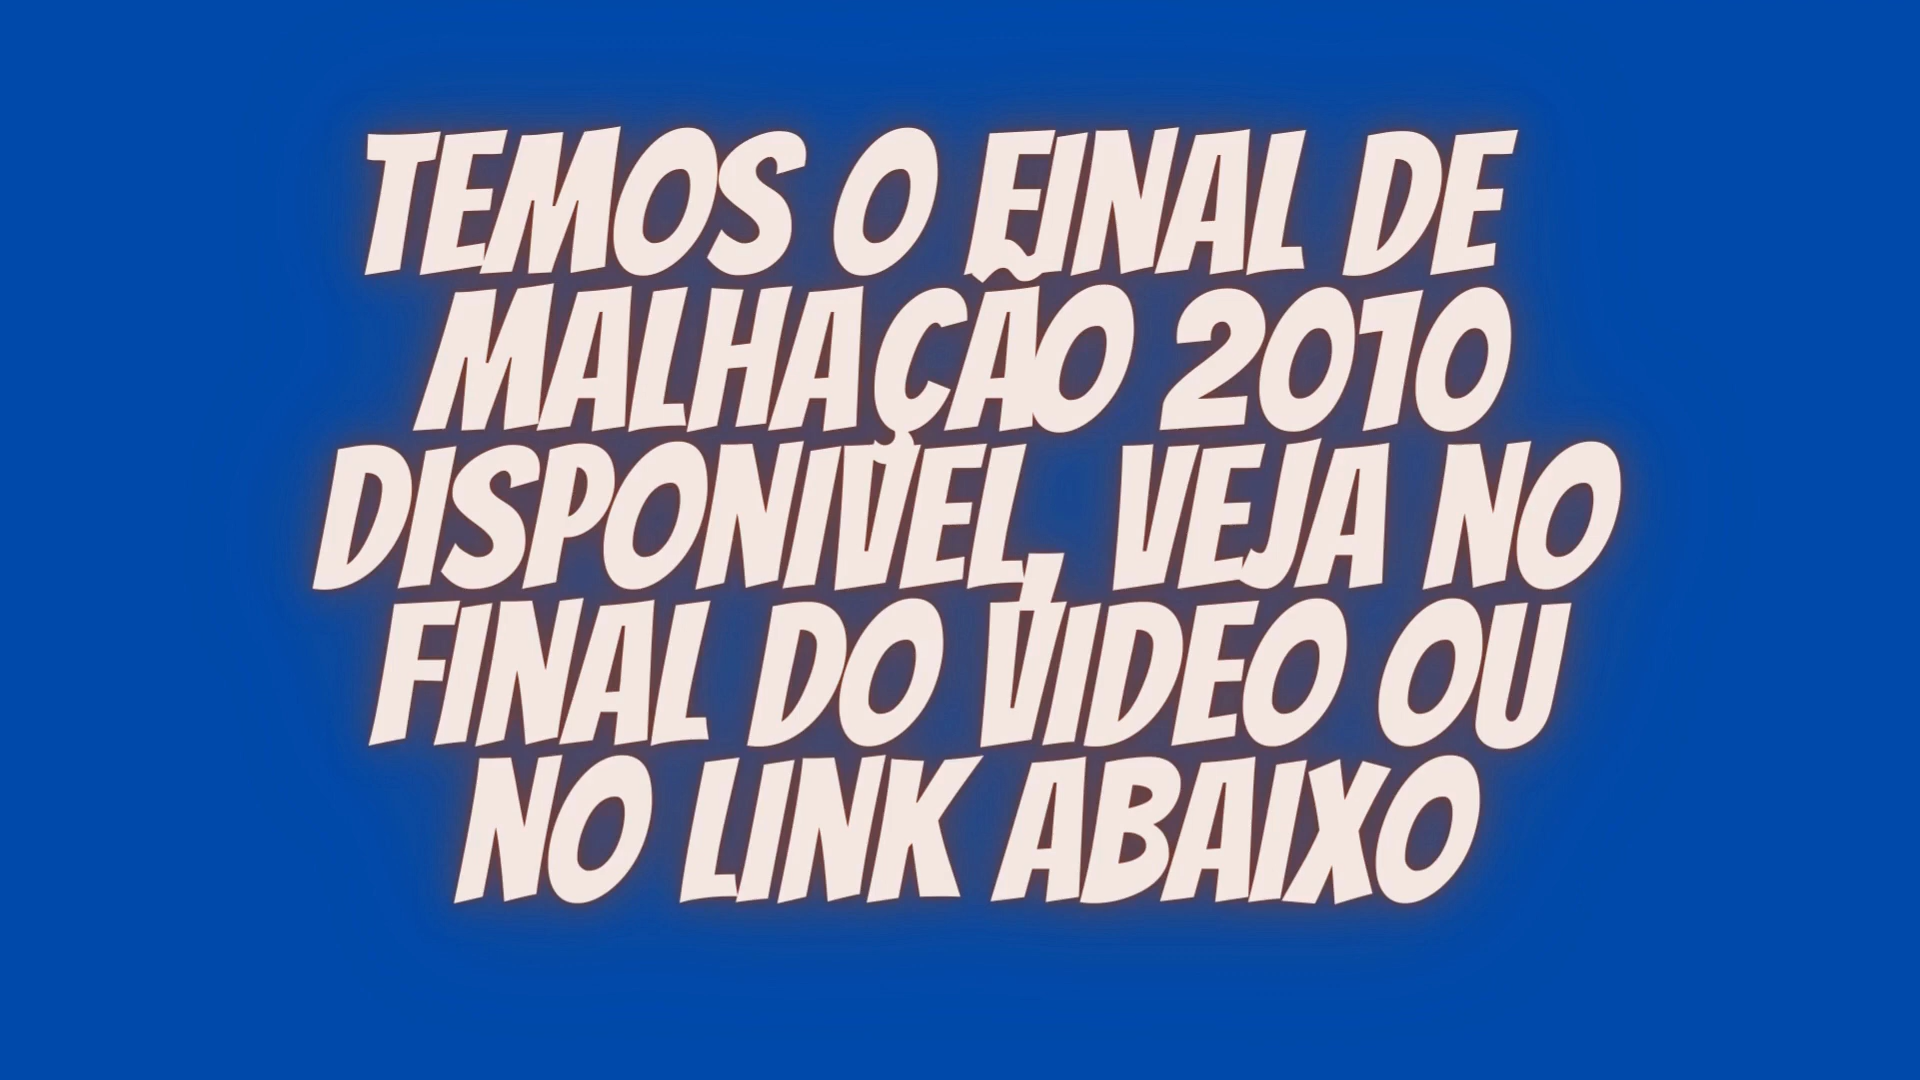 TEMOS O FINAL DE
MALHAÇÃO 2010
DISPONIVEL, VEJA NO
FINAL DO VIDEO OU
NO LINK ABAIXO